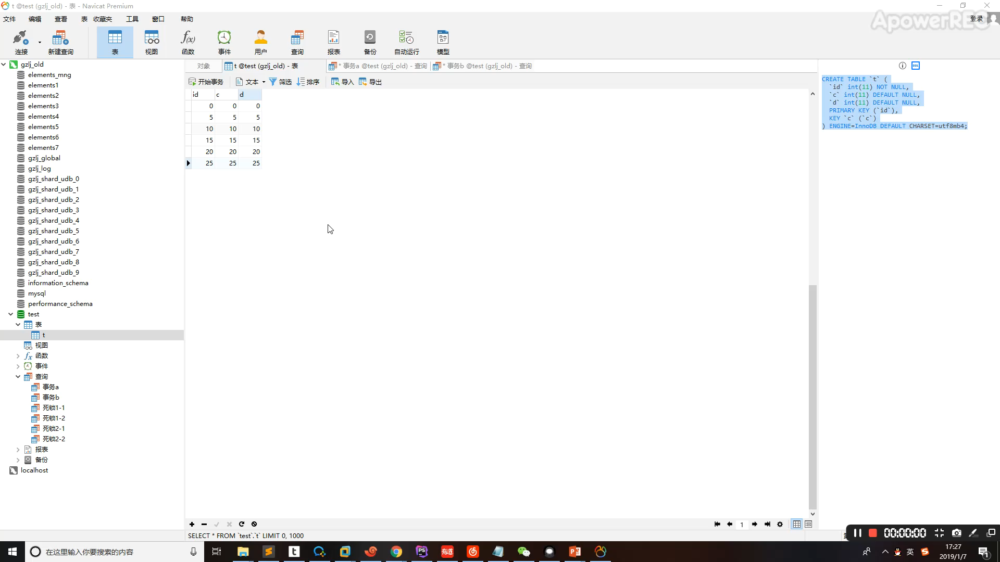 t @test (gzlj_old) - 表 - Navicat Premium
文件 编辑 查看 表 收藏夹 工具 窗口 帮助
登录
ApowerREC
连接 新建查询 表 视图 函数 事件 用户 查询 报表 备份 自动运行 模型
gzlj_old
elements_mng
elements1
elements2
elements3
elements4
elements5
elements6
elements7
gzlj_global
gzlj_log
gzlj_shard_udb_0
gzlj_shard_udb_1
gzlj_shard_udb_2
gzlj_shard_udb_3
gzlj_shard_udb_4
gzlj_shard_udb_5
gzlj_shard_udb_6
gzlj_shard_udb_7
gzlj_shard_udb_8
gzlj_shard_udb_9
information_schema
mysql
performance_schema
test
表
t
视图
函数
事件
查询
事务a
事务b
死锁1-1
死锁1-2
死锁2-1
死锁2-2
报表
备份
localhost
对象 t @test (gzlj_old) - 表 * 事务a @test (gzlj_old) - 查询 * 事务b @test (gzlj_old) - 查询
开始事务 文本 筛选 排序 导入 导出
id c d
0 0 0
5 5 5
10 10 10
15 15 15
20 20 20
25 25 25
DDL
CREATE TABLE `t` (
`id` int(11) NOT NULL,
`c` int(11) DEFAULT NULL,
`d` int(11) DEFAULT NULL,
PRIMARY KEY (`id`),
KEY `c` (`c`)
) ENGINE=InnoDB DEFAULT CHARSET=utf8mb4;
1
SELECT * FROM `test`.`t` LIMIT 0, 1000
00:00:00
在这里输入你要搜索的内容
t
PS
有道
英
17:27
2019/1/7
1